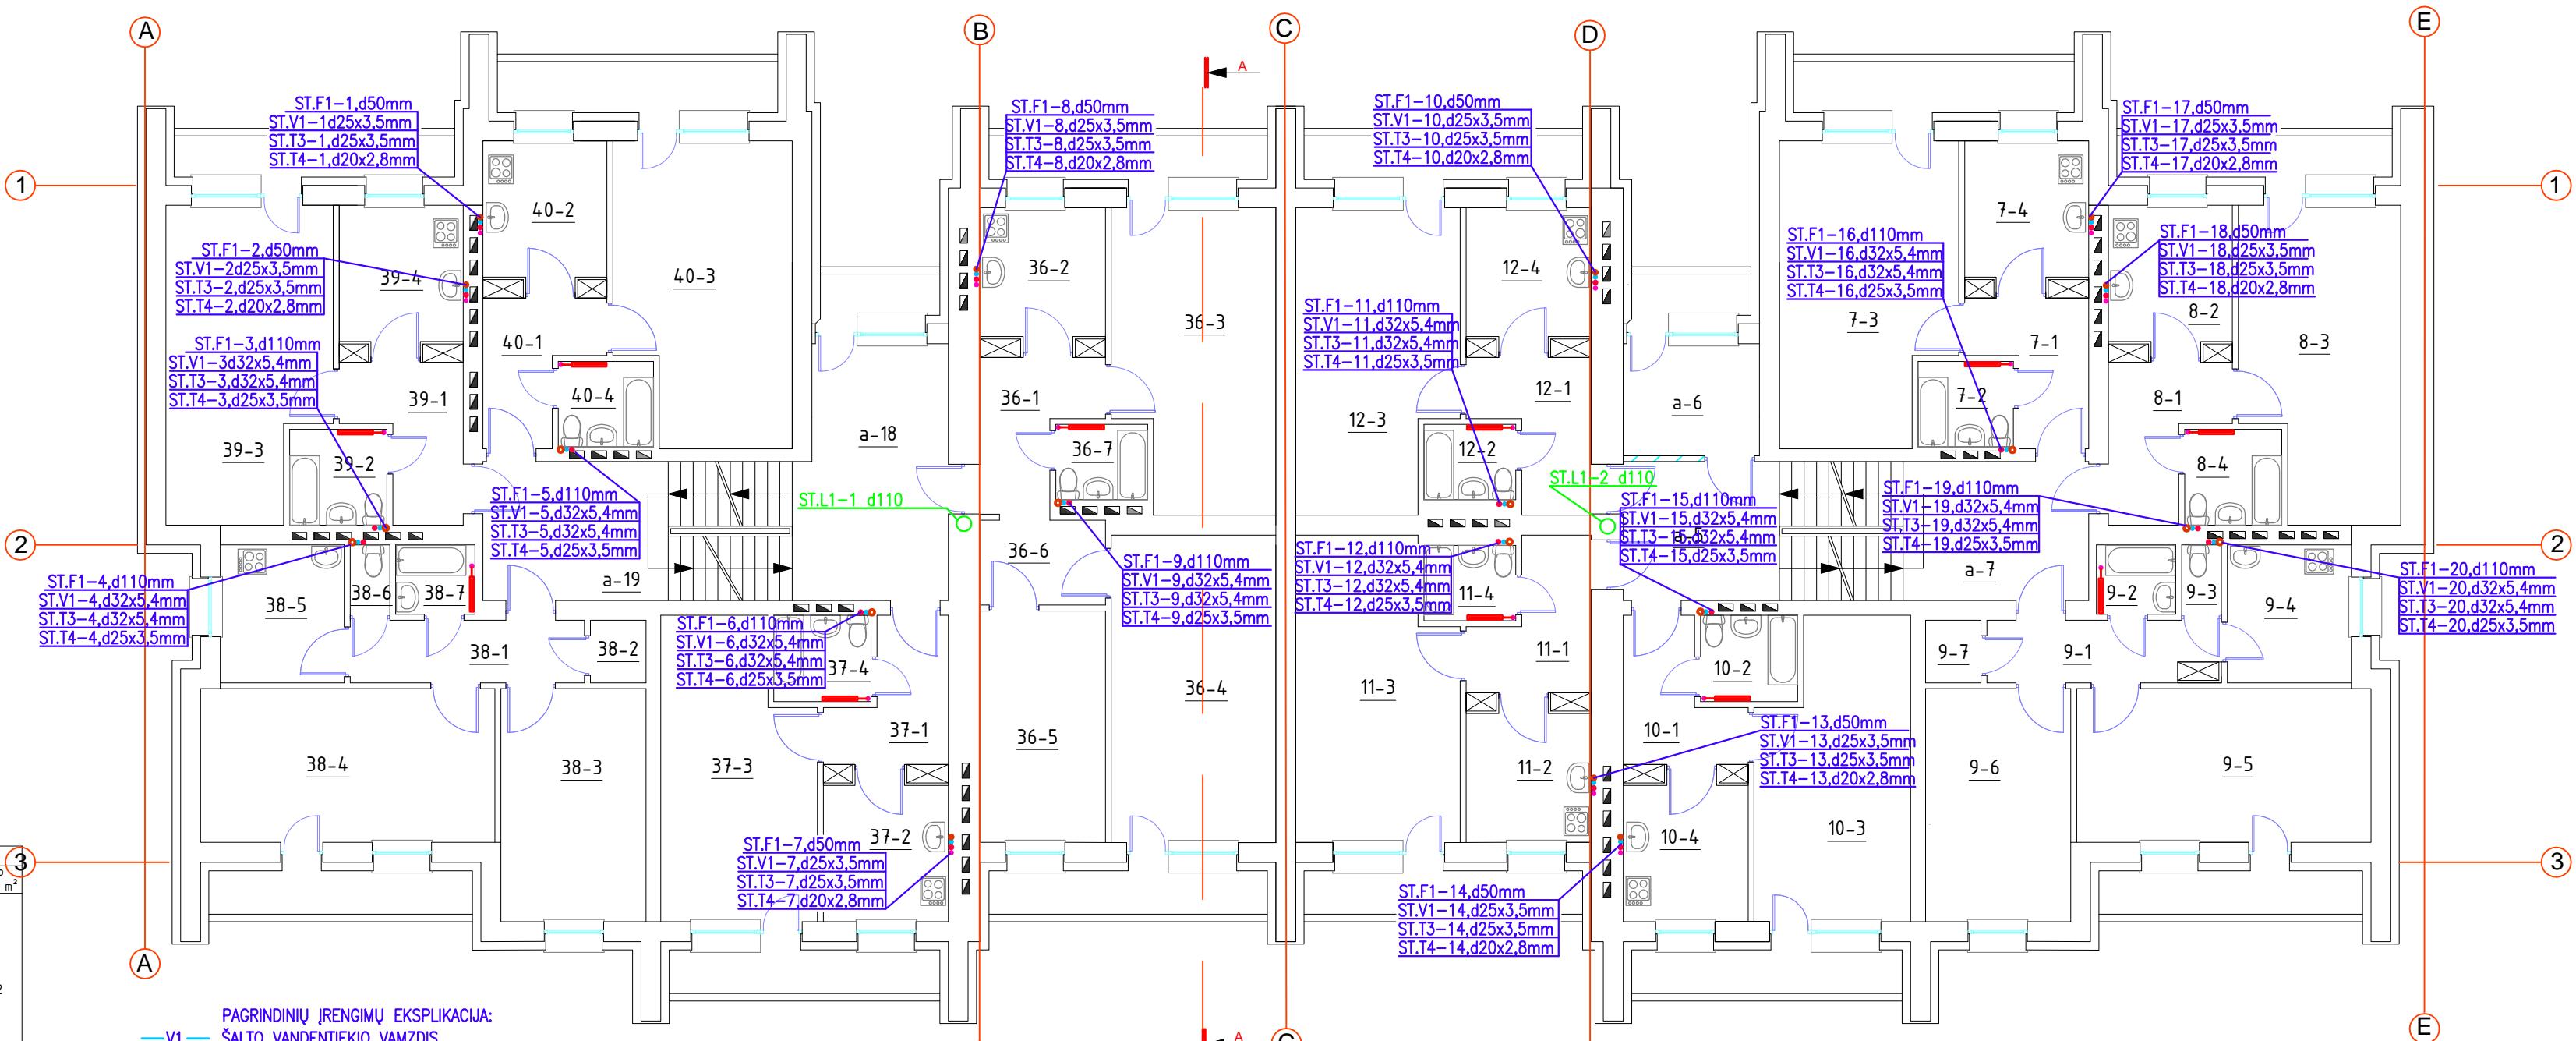 A
B
C
D
E
A
ST.F1-1,d50mm
ST.V1-1d25x3,5mm
ST.T3-1,d25x3,5mm
ST.T4-1,d20x2,8mm
ST.F1-8,d50mm
ST.V1-8,d25x3,5mm
ST.T3-8,d25x3,5mm
ST.T4-8,d20x2,8mm
ST.F1-10,d50mm
ST.V1-10,d25x3,5mm
ST.T3-10,d25x3,5mm
ST.T4-10,d20x2,8mm
ST.F1-17,d50mm
ST.V1-17,d25x3,5mm
ST.T3-17,d25x3,5mm
ST.T4-17,d20x2,8mm
1
1
40-2
7-4
ST.F1-2,d50mm
ST.V1-2d25x3,5mm
ST.T3-2,d25x3,5mm
ST.T4-2,d20x2,8mm
39-4
40-3
36-2
12-4
ST.F1-16,d110mm
ST.V1-16,d32x5,4mm
ST.T3-16,d32x5,4mm
ST.T4-16,d25x3,5mm
ST.F1-18,d50mm
ST.V1-18,d25x3,5mm
ST.T3-18,d25x3,5mm
ST.T4-18,d20x2,8mm
36-3
7-3
8-2
ST.F1-11,d110mm
ST.V1-11,d32x5,4mm
ST.T3-11,d32x5,4mm
ST.T4-11,d25x3,5mm
ST.F1-3,d110mm
ST.V1-3d32x5,4mm
ST.T3-3,d32x5,4mm
ST.T4-3,d25x3,5mm
40-1
7-1
8-3
39-1
40-4
36-1
12-1
12-3
a-6
7-2
8-1
a-18
39-3
39-2
36-7
12-2
8-4
ST.F1-5,d110mm
ST.V1-5,d32x5,4mm
ST.T3-5,d32x5,4mm
ST.T4-5,d25x3,5mm
ST.L1-1 d110
ST.L1-2 d110
ST.F1-15,d110mm
ST.V1-15,d32x5,4mm
ST.T3-15,d32x5,4mm
ST.T4-15,d25x3,5mm
a-5
ST.F1-19,d110mm
ST.V1-19,d32x5,4mm
ST.T3-19,d32x5,4mm
ST.T4-19,d25x3,5mm
2
2
36-6
ST.F1-9,d110mm
ST.V1-9,d32x5,4mm
ST.T3-9,d32x5,4mm
ST.T4-9,d25x3,5mm
ST.F1-12,d110mm
ST.V1-12,d32x5,4mm
ST.T3-12,d32x5,4mm
ST.T4-12,d25x3,5mm
ST.F1-4,d110mm
ST.V1-4,d32x5,4mm
ST.T3-4,d32x5,4mm
ST.T4-4,d25x3,5mm
a-19
a-7
ST.F1-20,d110mm
ST.V1-20,d32x5,4mm
ST.T3-20,d32x5,4mm
ST.T4-20,d25x3,5mm
38-5
38-6
38-7
11-4
9-2
9-3
9-4
ST.F1-6,d110mm
ST.V1-6,d32x5,4mm
ST.T3-6,d32x5,4mm
ST.T4-6,d25x3,5mm
38-1
38-2
37-4
11-1
10-2
9-7
9-1
36-4
11-3
37-1
10-1
ST.F1-13,d50mm
ST.V1-13,d25x3,5mm
ST.T3-13,d25x3,5mm
ST.T4-13,d20x2,8mm
38-4
38-3
37-3
36-5
11-2
9-6
9-5
37-2
10-4
10-3
ST.F1-7,d50mm
ST.V1-7,d25x3,5mm
ST.T3-7,d25x3,5mm
ST.T4-7,d20x2,8mm
3
3
m²
ST.F1-14,d50mm
ST.V1-14,d25x3,5mm
ST.T3-14,d25x3,5mm
ST.T4-14,d20x2,8mm
A
E
PAGRINDINIŲ ĮRENGIMŲ EKSPLIKACIJA:
V1 ŠALTO VANDENTIEKIO VAMZDIS
A
C